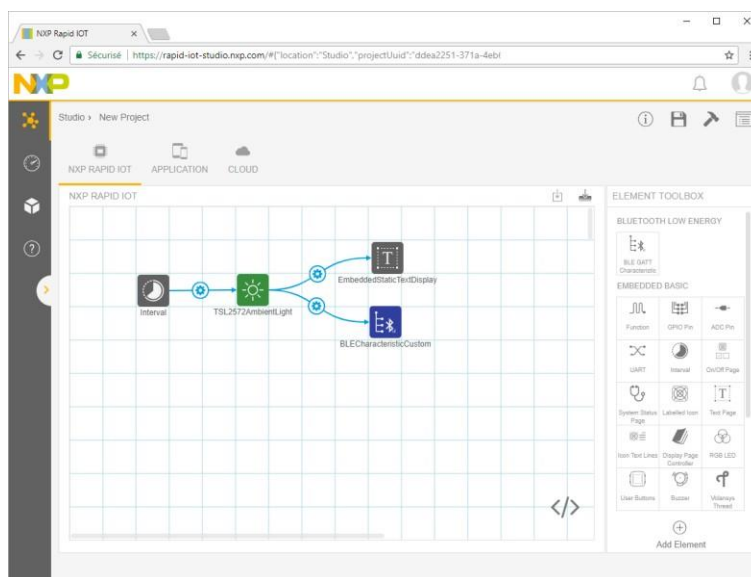 NXP Rapid IOT
Sécurisé | https://rapid-iot-studio.nxp.com/#{"location":"Studio","projectUuid":"ddea2251-371a-4eb
NXP
Studio › New Project
NXP RAPID IOT
APPLICATION
CLOUD
NXP RAPID IOT
Interval
TSL2572AmbientLight
T
EmbeddedStaticTextDisplay
BLECharacteristicCustom
</>
ELEMENT TOOLBOX
BLUETOOTH LOW ENERGY
BLE GATT
Characteristic
EMBEDDED BASIC
Function
GPIO Pin
ADC Pin
UART
Interval
On/Off Page
System Status
Page
Labelled Icon
T
Text Page
Icon Text Lines
Display Page
Controller
RGB LED
User Buttons
Buzzer
Volansys
Thread
Add Element